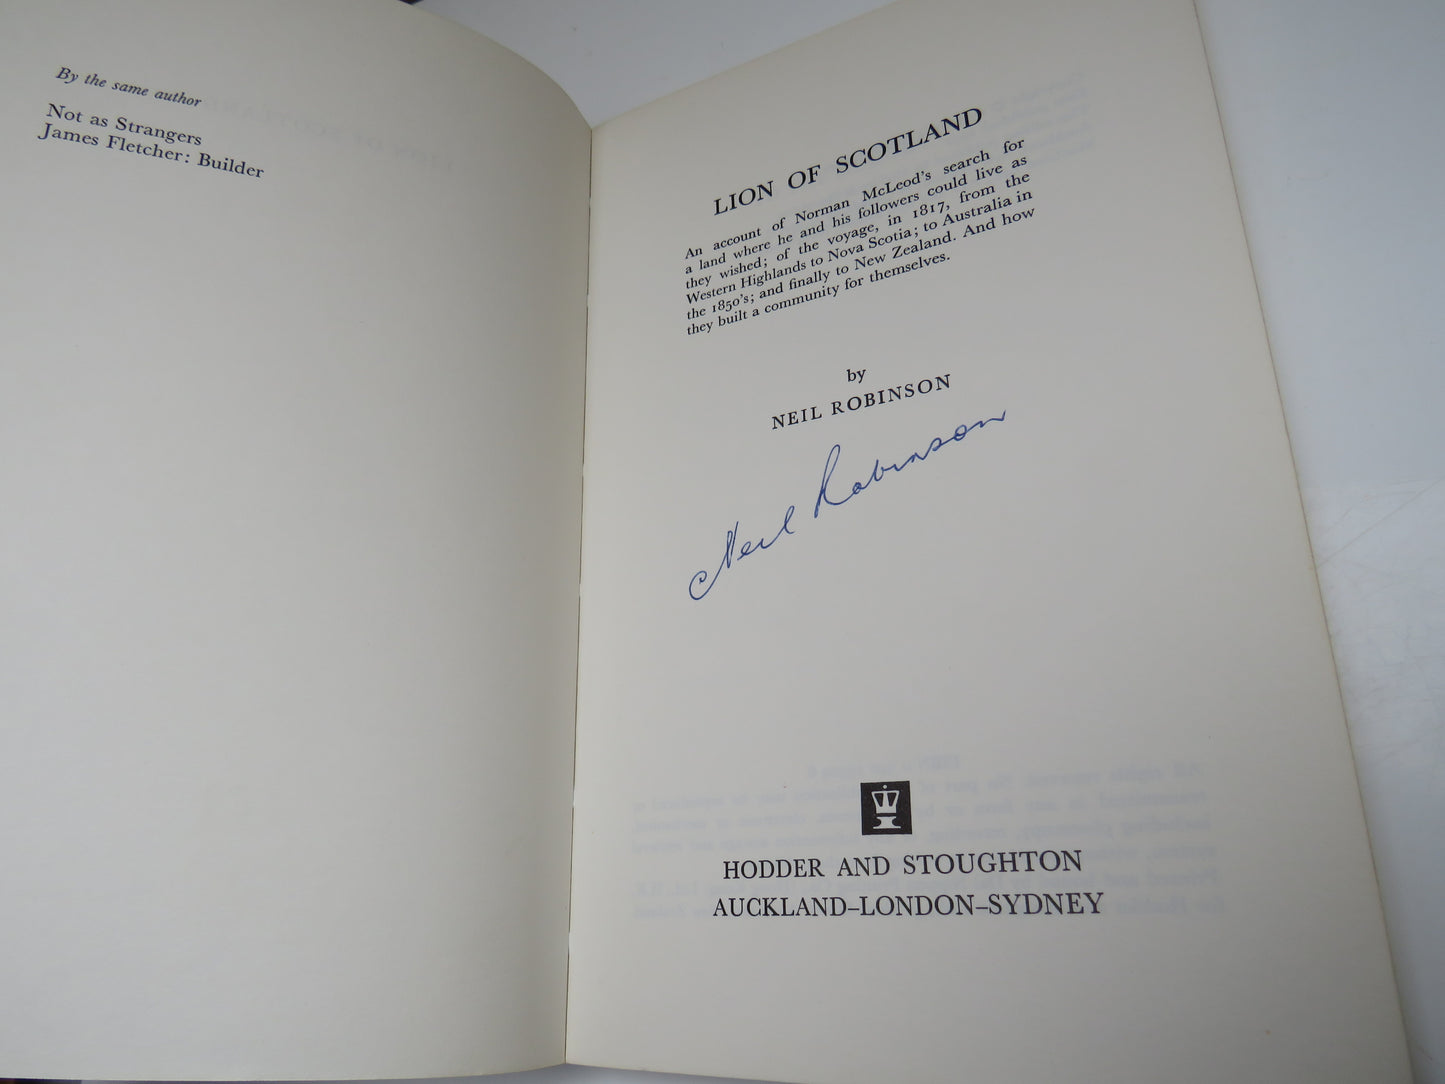 By the same author
Not as Strangers
James Fletcher: Builder
LION OF SCOTLAND
An account of Norman McLeod's search for
a land where he and his followers could live as
they wished; of the voyage, in 1817, from the
Western Highlands to Nova Scotia; to Australia in
the 1850's; and finally to New Zealand. And how
they built a community for themselves.
by
NEIL ROBINSON
Neil Robinson
HODDER AND STOUGHTON
AUCKLAND–LONDON–SYDNEY